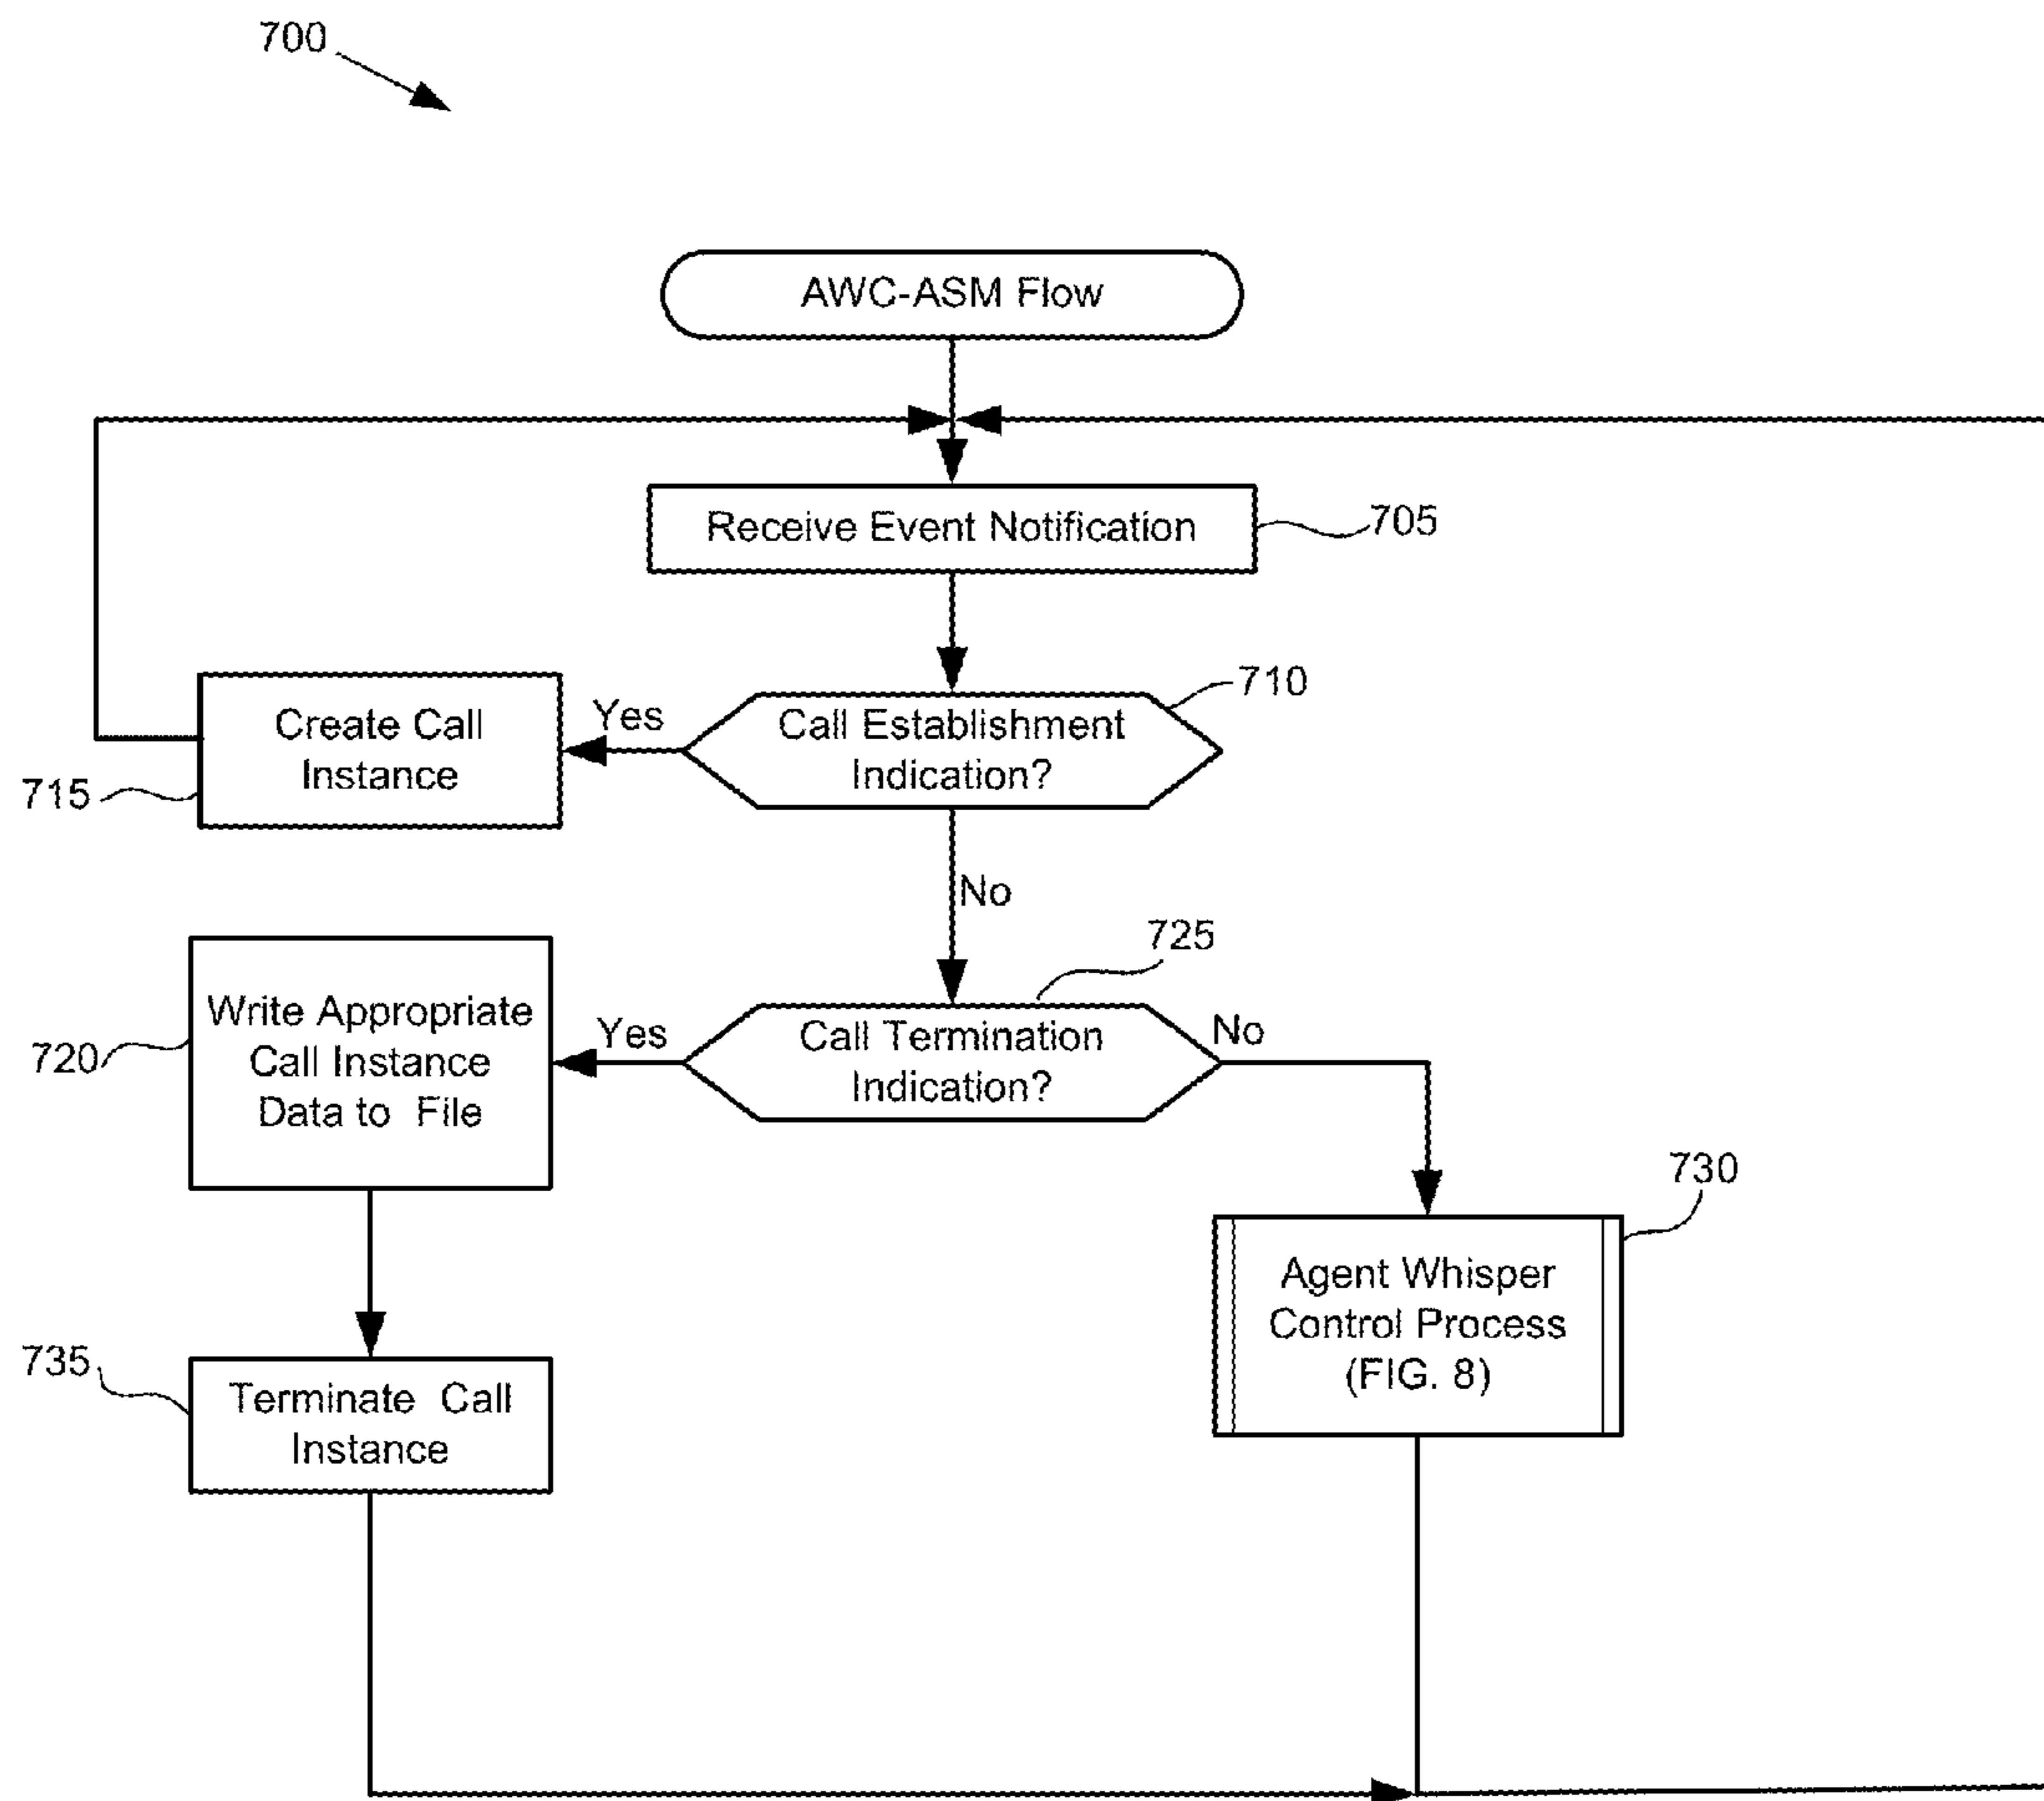 700
AWC-ASM Flow
Receive Event Notification
705
710
Call Establishment
Indication?
Yes
Create Call
Instance
715
No
725
Call Termination
Indication?
Yes
No
Write Appropriate
Call Instance
Data to File
720
730
Agent Whisper
Control Process
(FIG. 8)
735
Terminate Call
Instance